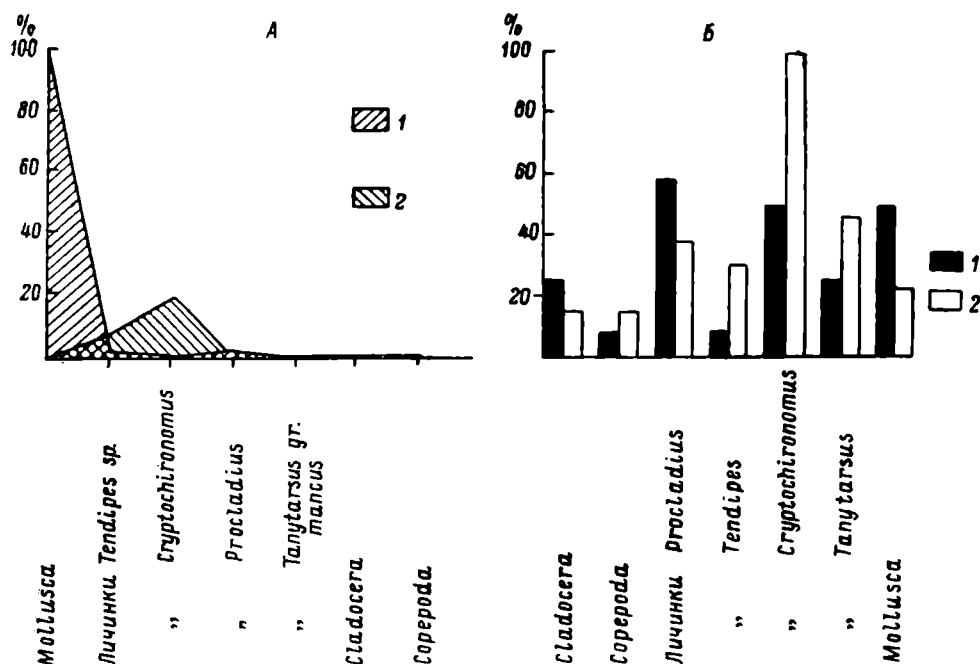 %
А
100
80
60
40
20
1
2
Mollusca
Личинки Tendipes sp.
" Cryptochironomus
" Procladius
" Tanytarsus gr. mancus
Cladocera
Copepoda
%
Б
100
80
60
40
20
1
2
Cladocera
Copepoda
Личинки Procladius
" Tendipes
" Cryptochironomus
" Tanytarsus
Mollusca